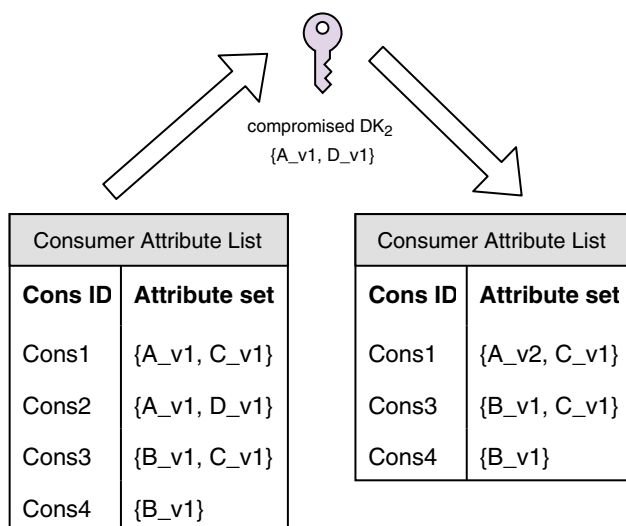 compromised DK2
{A_v1, D_v1}
Consumer Attribute List
Cons ID Attribute set
Cons1 {A_v1, C_v1}
Cons2 {A_v1, D_v1}
Cons3 {B_v1, C_v1}
Cons4 {B_v1}
Consumer Attribute List
Cons ID Attribute set
Cons1 {A_v2, C_v1}
Cons3 {B_v1, C_v1}
Cons4 {B_v1}